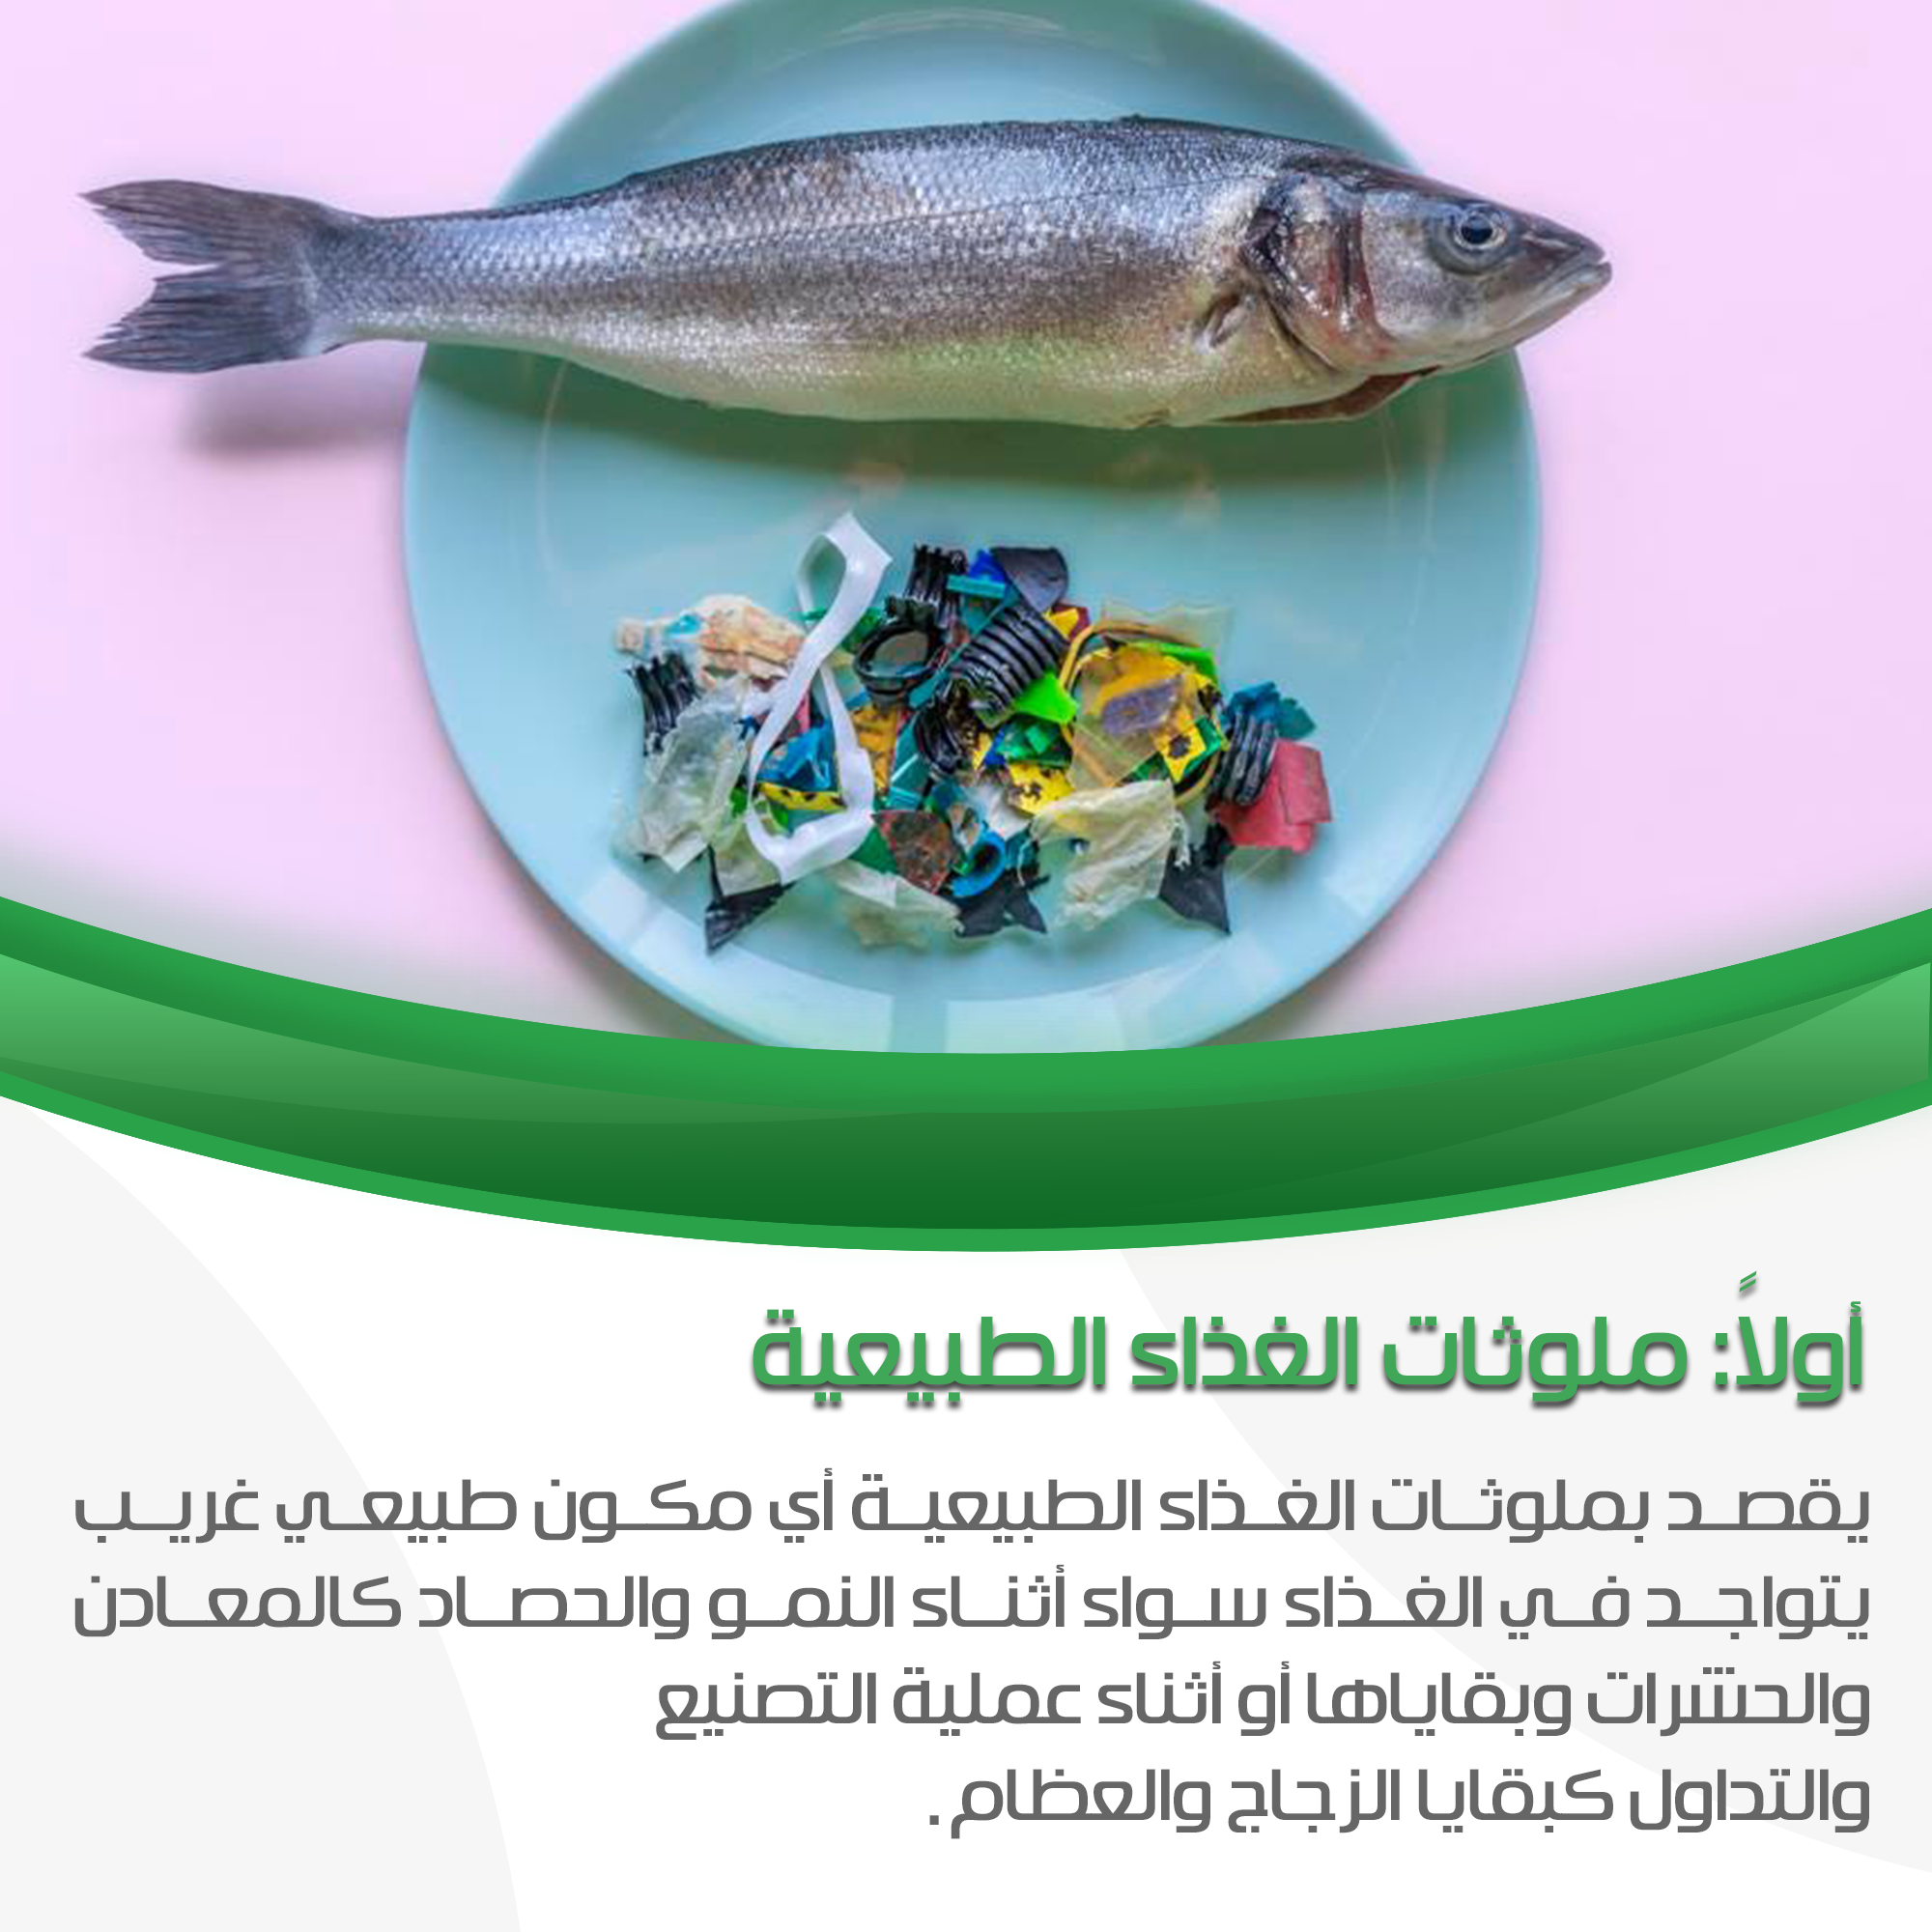 أولاً: ملوثات الغذاء الطبيعية
يقصد بملوثات الغذاء الطبيعية أي مكون طبيعي غريب
يتواجد في الغذاء سواء أثناء النمو والحصاد كالمعادن
والحشرات وبقاياها أو أثناء عملية التصنيع
والتداول كبقايا الزجاج والعظام.